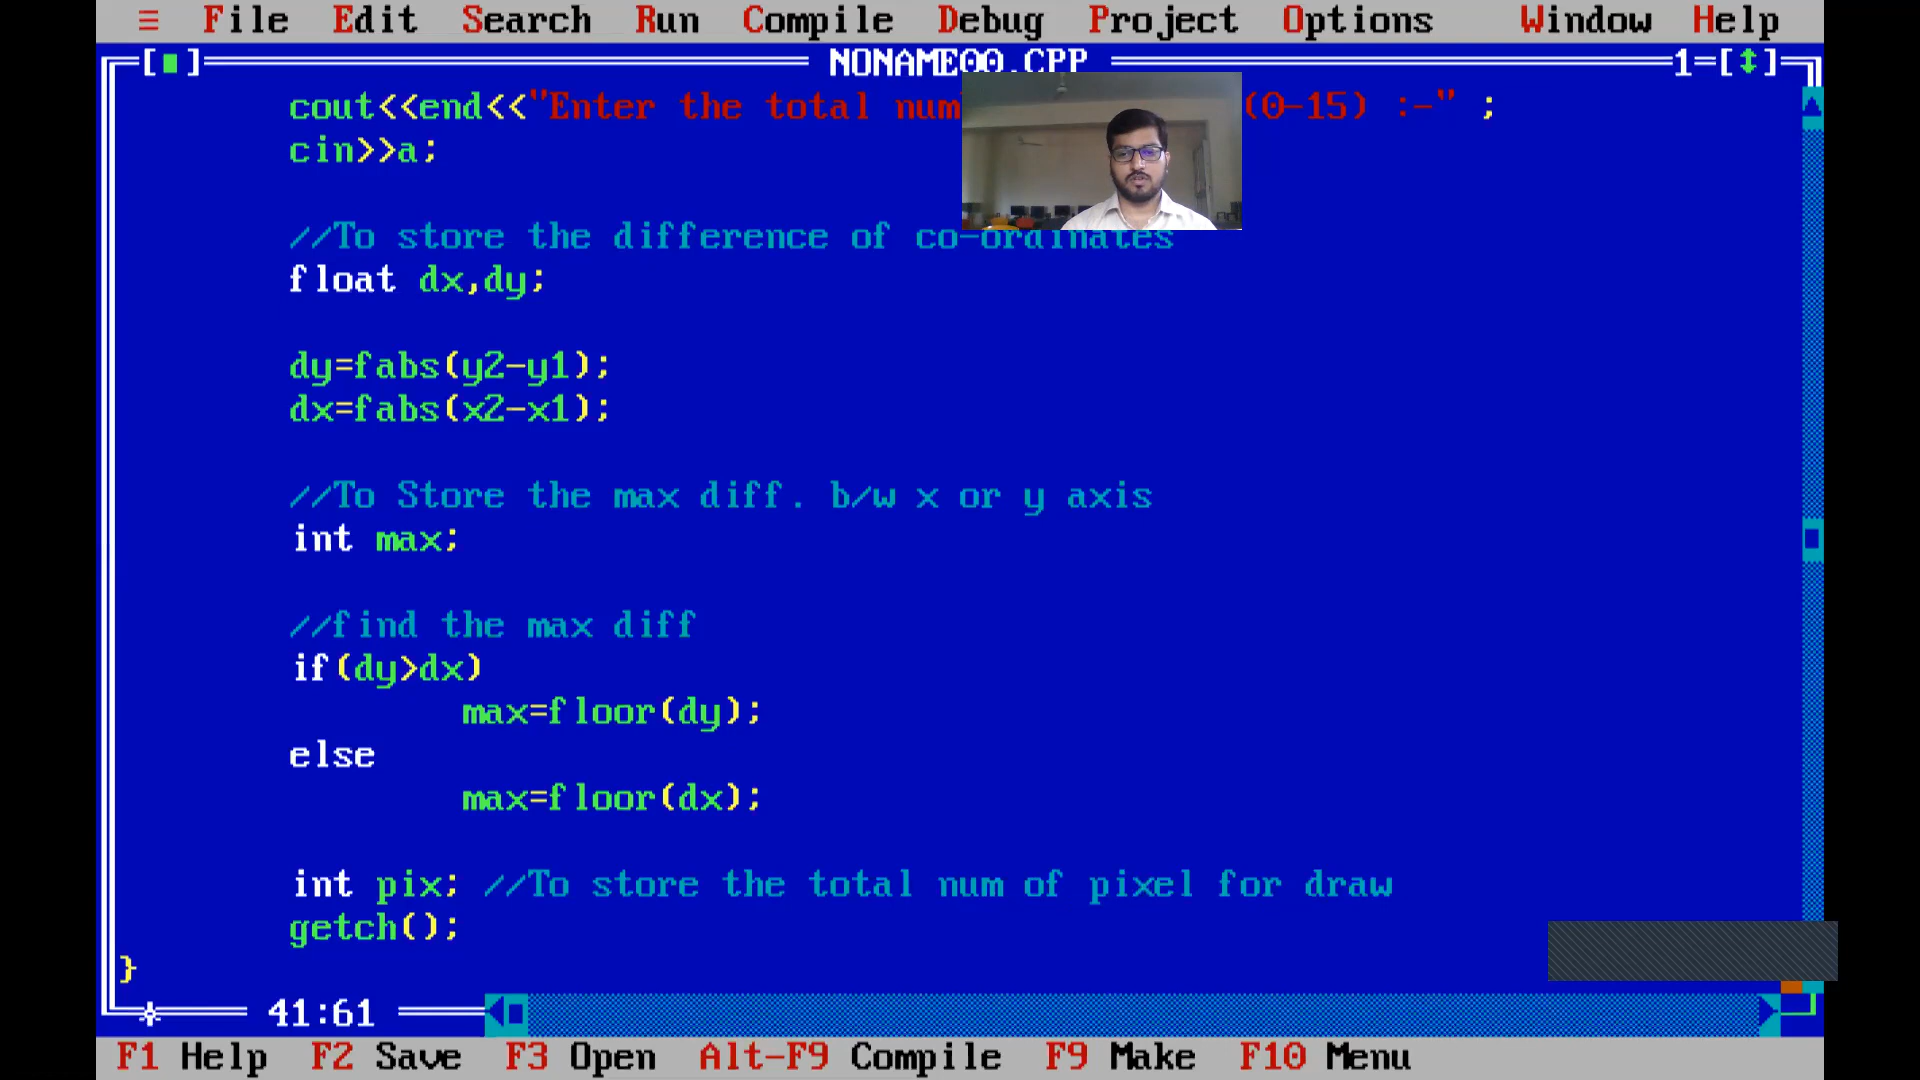 ≡ File Edit Search Run Compile Debug Project Options Window Help
NONAME00.CPP 1
cout<<end<<"Enter the total (0-15) :-" ;
cin>>a;
//To store the difference of co-ordinates
float dx,dy;
dy=fabs(y2-y1);
dx=fabs(x2-x1);
//To Store the max diff. b/w x or y axis
int max;
//find the max diff
if(dy>dx)
max=floor(dy);
else
max=floor(dx);
int pix; //To store the total num of pixel for draw
getch();
}
41:61
F1 Help F2 Save F3 Open Alt-F9 Compile F9 Make F10 Menu